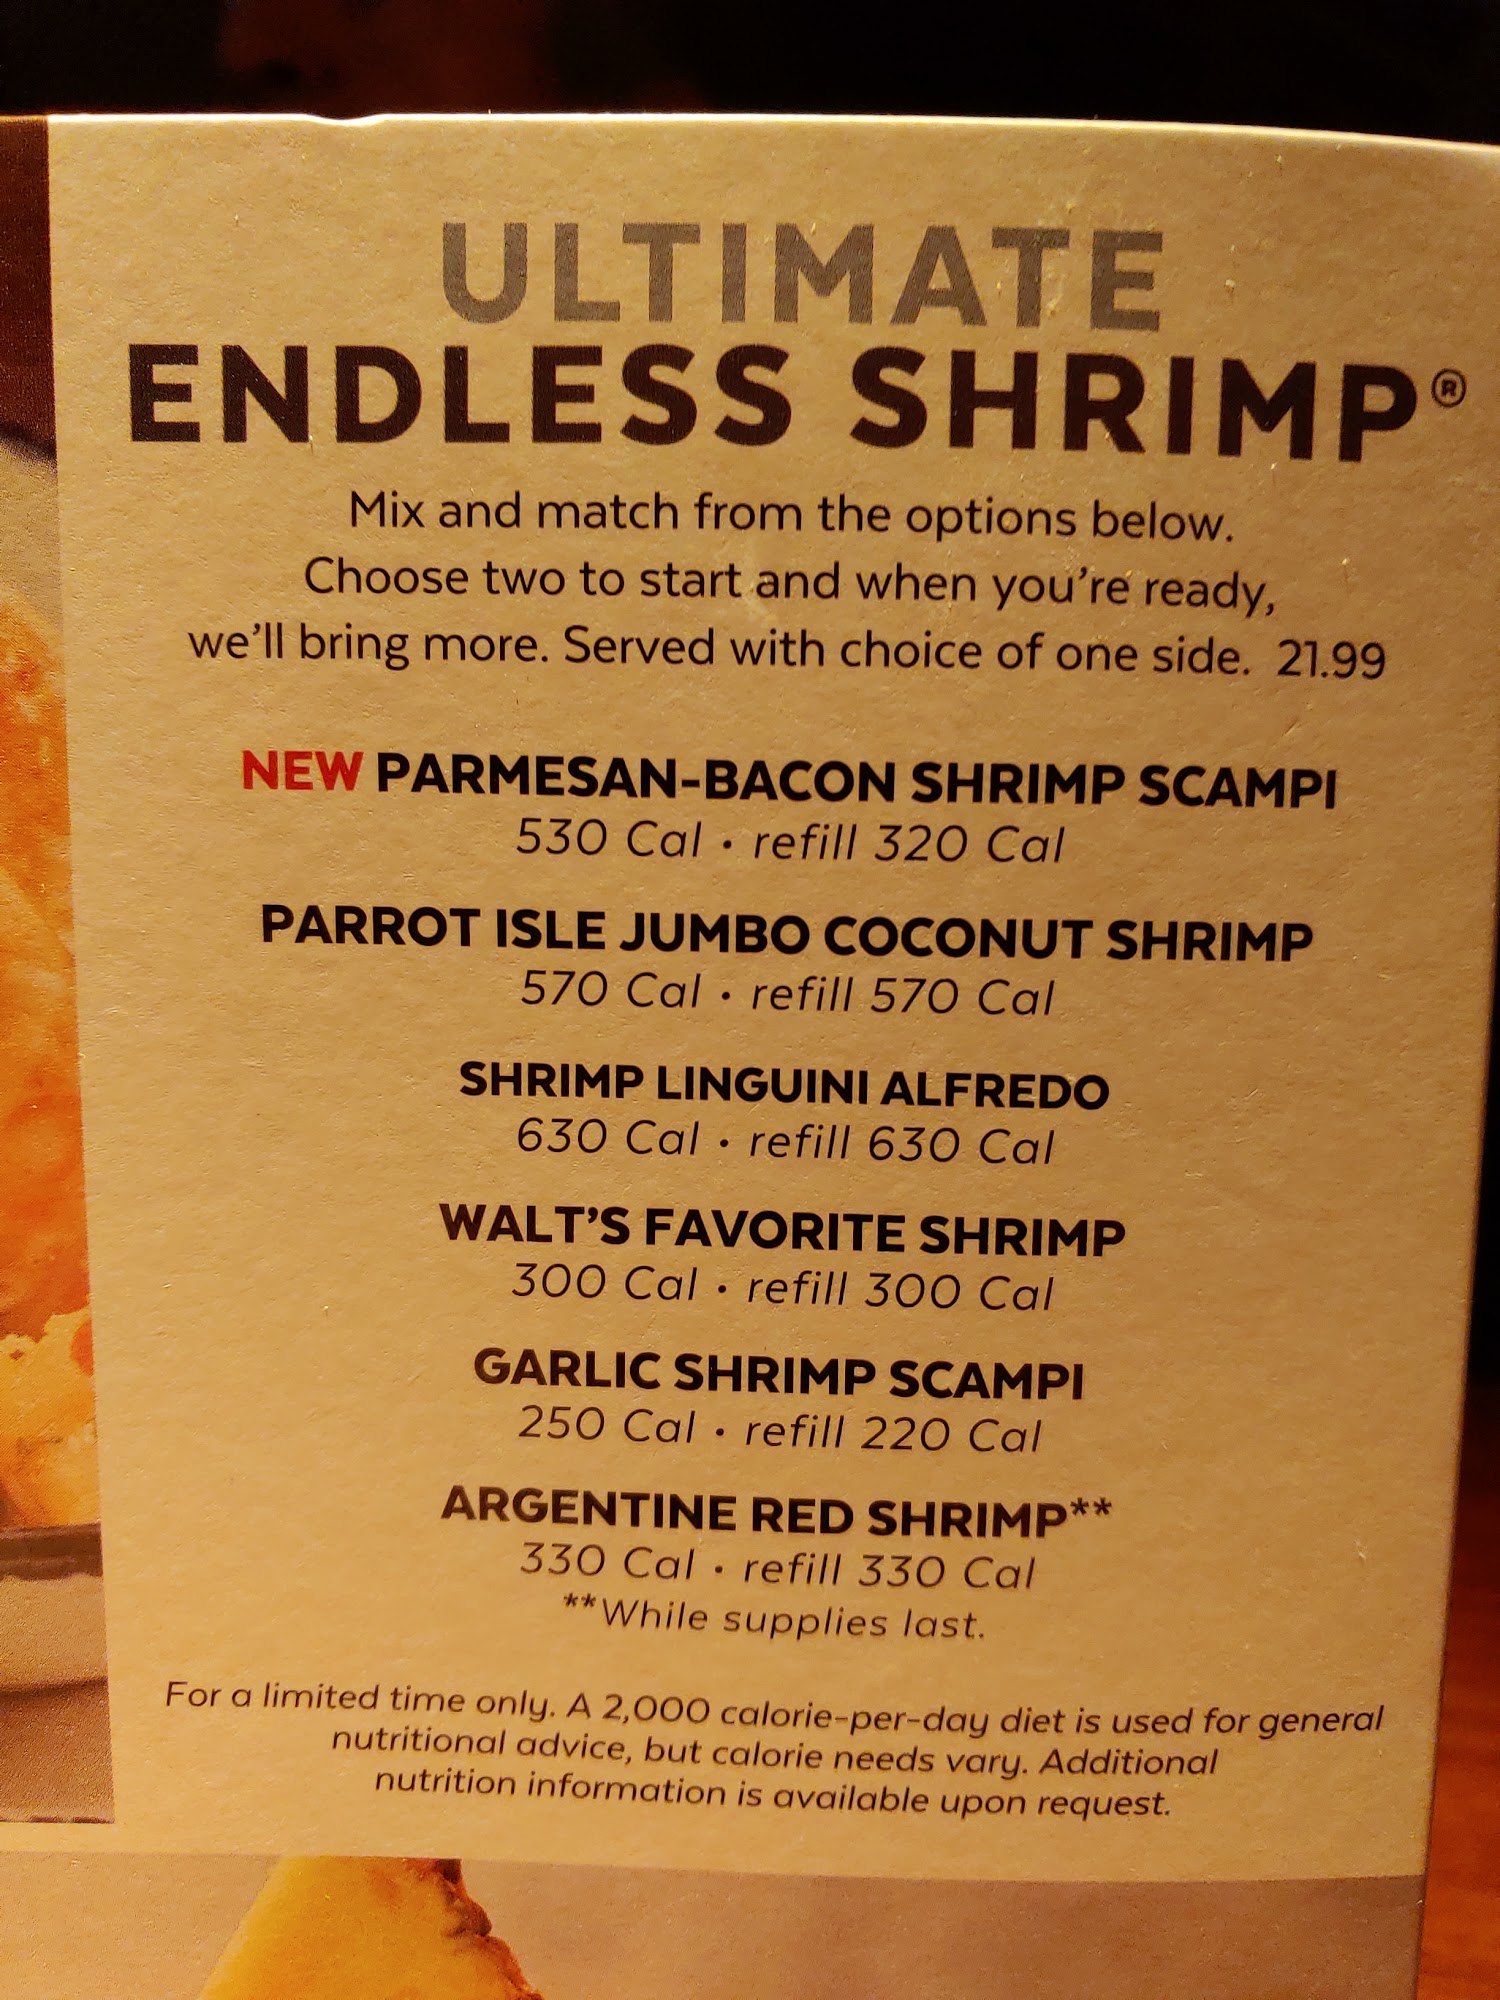 ULTIMATE
ENDLESS SHRIMP®
Mix and match from the options below.
Choose two to start and when you're ready,
we'll bring more. Served with choice of one side. 21.99
NEW PARMESAN-BACON SHRIMP SCAMPI
530 Cal • refill 320 Cal
PARROT ISLE JUMBO COCONUT SHRIMP
570 Cal • refill 570 Cal
SHRIMP LINGUINI ALFREDO
630 Cal • refill 630 Cal
WALT'S FAVORITE SHRIMP
300 Cal • refill 300 Cal
GARLIC SHRIMP SCAMPI
250 Cal • refill 220 Cal
ARGENTINE RED SHRIMP**
330 Cal • refill 330 Cal
**While supplies last.
For a limited time only. A 2,000 calorie-per-day diet is used for general
nutritional advice, but calorie needs vary. Additional
nutrition information is available upon request.